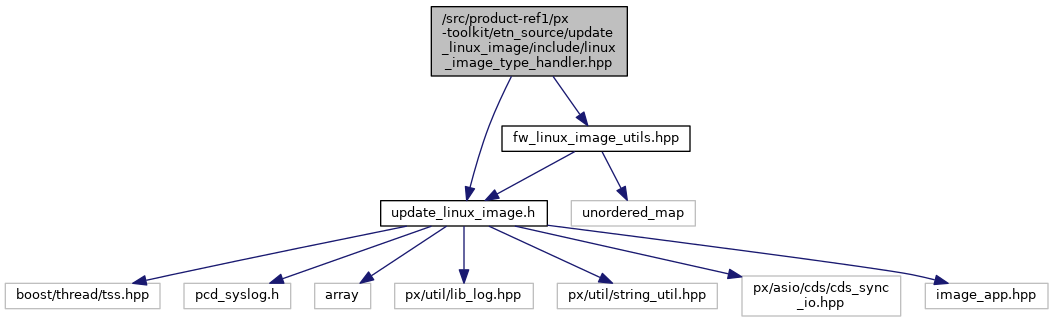 /src/product-ref1/px
-toolkit/etn_source/update
_linux_image/include/linux
_image_type_handler.hpp
fw_linux_image_utils.hpp
update_linux_image.h
unordered_map
boost/thread/tss.hpp
pcd_syslog.h
array
px/util/lib_log.hpp
px/util/string_util.hpp
px/asio/cds/cds_sync
_io.hpp
image_app.hpp